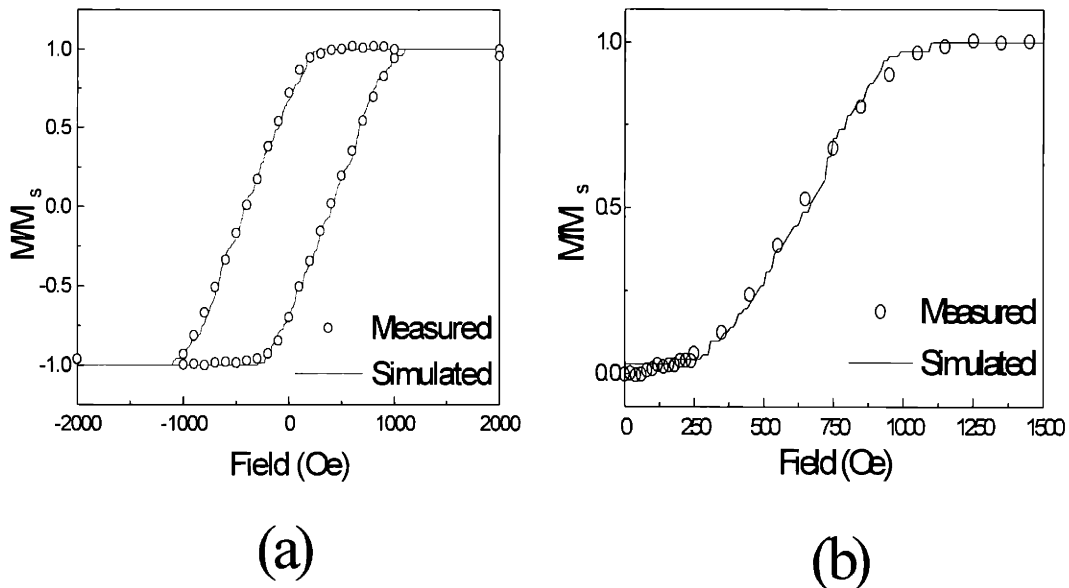 1.0
0.5
0.0
-0.5
-1.0
M/M s
Measured
Simulated
-2000 -1000 0 1000 2000
Field (Oe)
(a)
1.0
0.5
0.0
M/M s
Measured
Simulated
0 250 500 750 1000 1250 1500
Field (Oe)
(b)